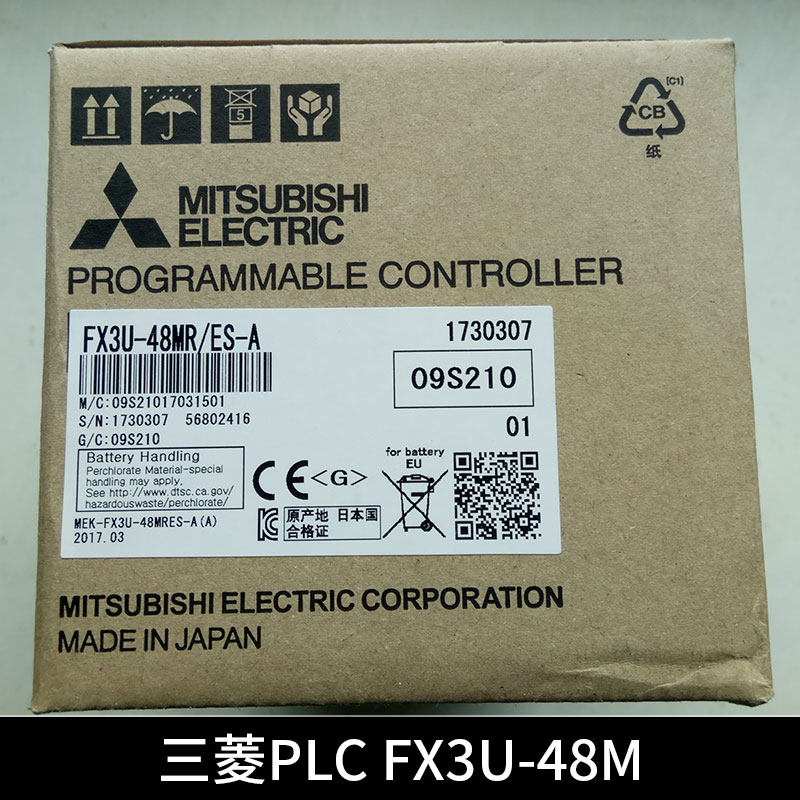 5
[C1]
CB
纸
MITSUBISHI
ELECTRIC
PROGRAMMABLE CONTROLLER
FX3U-48MR/ES-A
1730307
09S210
01
M/C:09S21017031501
S/N:1730307 56802416
G/C:09S210
Battery Handling
Perchlorate Material-special
handling may apply,
See http://www.dtsc.ca.gov/
hazardouswaste/perchlorate/
CE <G>
for battery
EU
原产地 日本国
合格证
MEK-FX3U-48MRES-A(A)
2017.03
MITSUBISHI ELECTRIC CORPORATION
MADE IN JAPAN
三菱PLC FX3U-48M